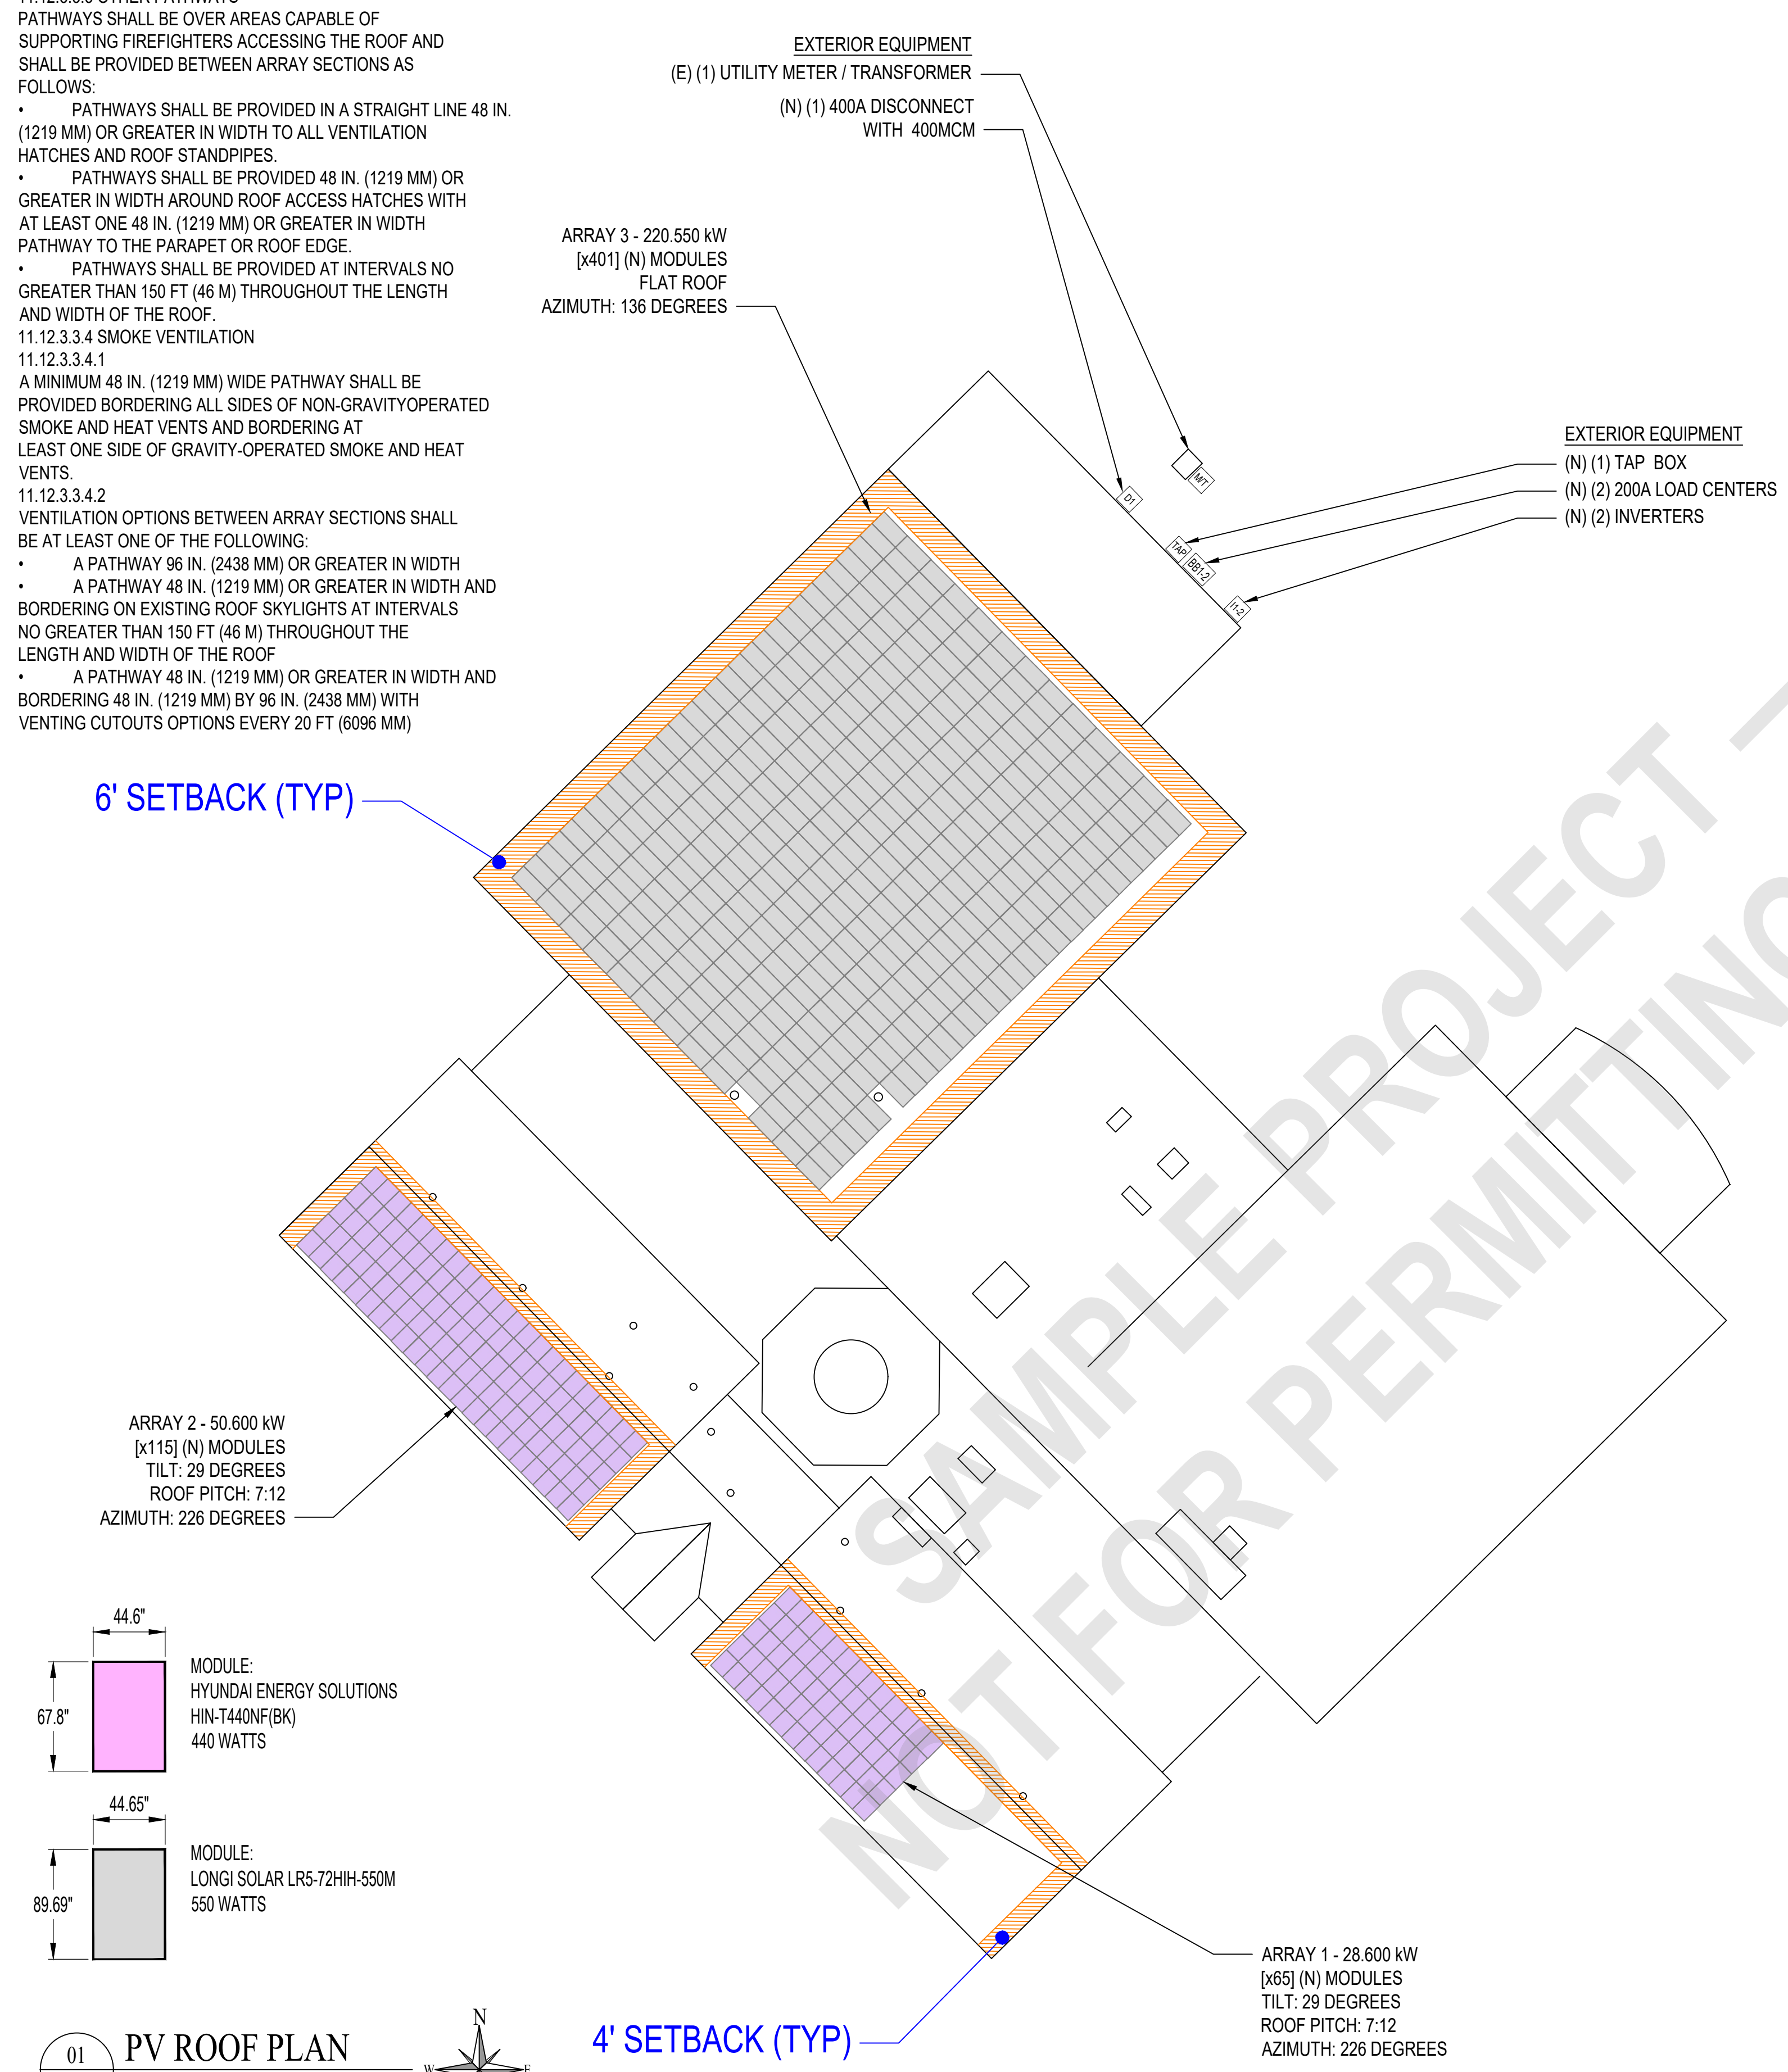 11.12.3.3.3 OTHER PATHWAYS
PATHWAYS SHALL BE OVER AREAS CAPABLE OF
SUPPORTING FIREFIGHTERS ACCESSING THE ROOF AND
SHALL BE PROVIDED BETWEEN ARRAY SECTIONS AS
FOLLOWS:
• PATHWAYS SHALL BE PROVIDED IN A STRAIGHT LINE 48 IN.
(1219 MM) OR GREATER IN WIDTH TO ALL VENTILATION
HATCHES AND ROOF STANDPIPES.
• PATHWAYS SHALL BE PROVIDED 48 IN. (1219 MM) OR
GREATER IN WIDTH AROUND ROOF ACCESS HATCHES WITH
AT LEAST ONE 48 IN. (1219 MM) OR GREATER IN WIDTH
PATHWAY TO THE PARAPET OR ROOF EDGE.
• PATHWAYS SHALL BE PROVIDED AT INTERVALS NO
GREATER THAN 150 FT (46 M) THROUGHOUT THE LENGTH
AND WIDTH OF THE ROOF.
11.12.3.3.4 SMOKE VENTILATION
11.12.3.3.4.1
A MINIMUM 48 IN. (1219 MM) WIDE PATHWAY SHALL BE
PROVIDED BORDERING ALL SIDES OF NON-GRAVITYOPERATED
SMOKE AND HEAT VENTS AND BORDERING AT
LEAST ONE SIDE OF GRAVITY-OPERATED SMOKE AND HEAT
VENTS.
11.12.3.3.4.2
VENTILATION OPTIONS BETWEEN ARRAY SECTIONS SHALL
BE AT LEAST ONE OF THE FOLLOWING:
• A PATHWAY 96 IN. (2438 MM) OR GREATER IN WIDTH
• A PATHWAY 48 IN. (1219 MM) OR GREATER IN WIDTH AND
BORDERING ON EXISTING ROOF SKYLIGHTS AT INTERVALS
NO GREATER THAN 150 FT (46 M) THROUGHOUT THE
LENGTH AND WIDTH OF THE ROOF
• A PATHWAY 48 IN. (1219 MM) OR GREATER IN WIDTH AND
BORDERING 48 IN. (1219 MM) BY 96 IN. (2438 MM) WITH
VENTING CUTOUTS OPTIONS EVERY 20 FT (6096 MM)
EXTERIOR EQUIPMENT
(E) (1) UTILITY METER / TRANSFORMER
(N) (1) 400A DISCONNECT
WITH 400MCM
ARRAY 3 - 220.550 kW
[x401] (N) MODULES
FLAT ROOF
AZIMUTH: 136 DEGREES
EXTERIOR EQUIPMENT
(N) (1) TAP BOX
(N) (2) 200A LOAD CENTERS
(N) (2) INVERTERS
M/T
D1
TAP
BB1-2
I1-2
6' SETBACK (TYP)
SAMPLE PROJECT —
NOT FOR PERMITTING
ARRAY 2 - 50.600 kW
[x115] (N) MODULES
TILT: 29 DEGREES
ROOF PITCH: 7:12
AZIMUTH: 226 DEGREES
44.6"
67.8"
MODULE:
HYUNDAI ENERGY SOLUTIONS
HIN-T440NF(BK)
440 WATTS
44.65"
89.69"
MODULE:
LONGI SOLAR LR5-72HIH-550M
550 WATTS
ARRAY 1 - 28.600 kW
[x65] (N) MODULES
TILT: 29 DEGREES
ROOF PITCH: 7:12
AZIMUTH: 226 DEGREES
4' SETBACK (TYP)
01 PV ROOF PLAN
N
W E